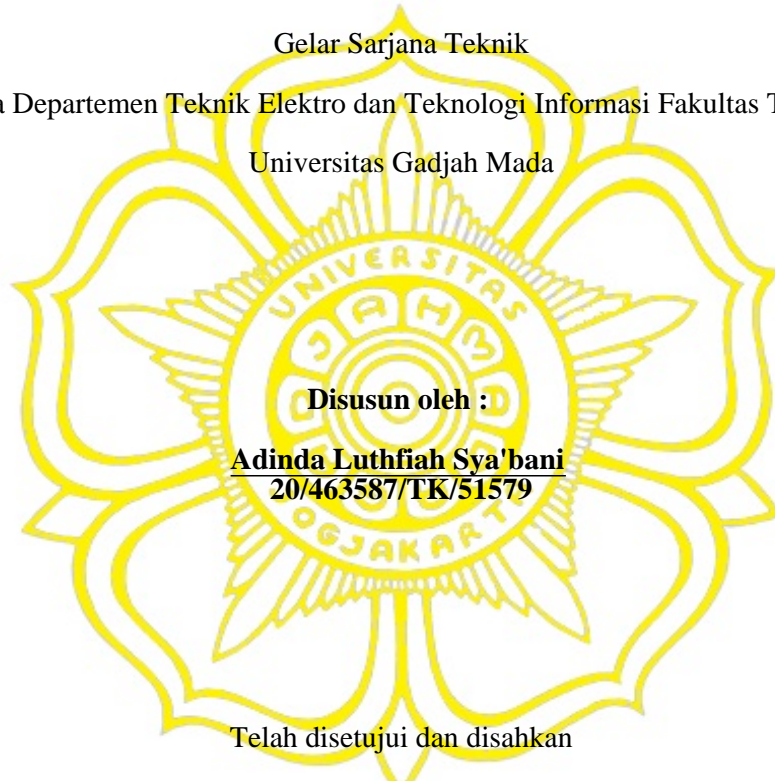 Gelar Sarjana Teknik
Departemen Teknik Elektro dan Teknologi Informasi Fakultas
Universitas Gadjah Mada
UNIVERSITAS
Disusun oleh :
Adinda Luthfiah Sya'bani
20/463587/TK/51579
Telah disetujui dan disahkan